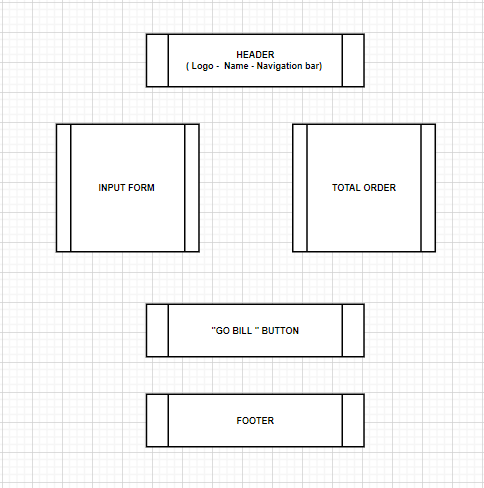 HEADER
( Logo - Name - Navigation bar)
INPUT FORM
TOTAL ORDER
"GO BILL " BUTTON
FOOTER